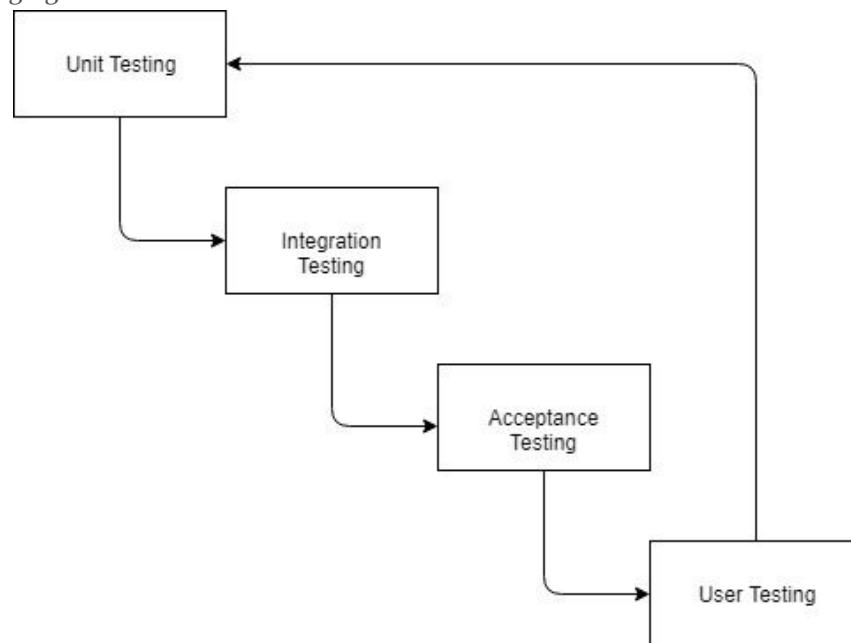 Unit Testing
Integration
Testing
Acceptance
Testing
User Testing